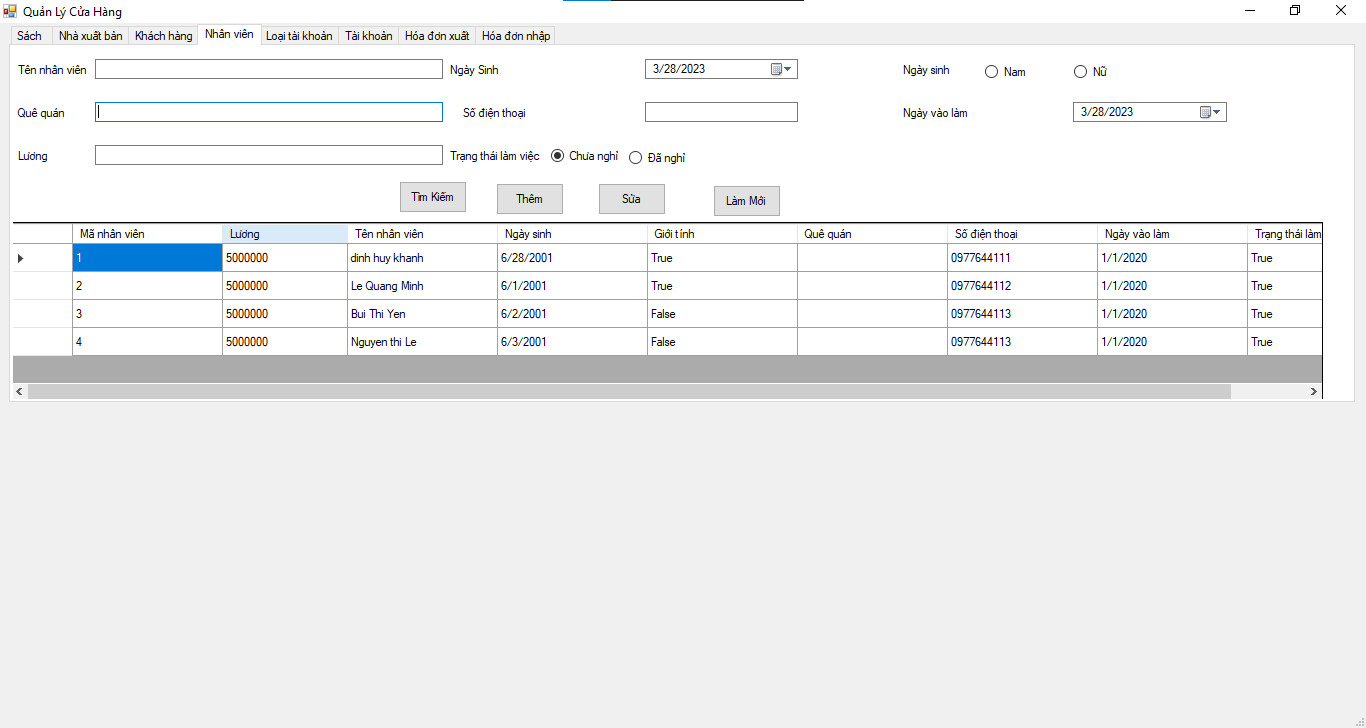 Quản Lý Cửa Hàng
Sách Nhà xuất bản Khách hàng Nhân viên Loại tài khoản Tài khoản Hóa đơn xuất Hóa đơn nhập
Tên nhân viên Ngày Sinh 3/28/2023 Ngày sinh Nam Nữ
Quê quán Số điện thoại Ngày vào làm 3/28/2023
Lương Trạng thái làm việc Chưa nghỉ Đã nghỉ
Tìm Kiếm Thêm Sửa Làm Mới
Mã nhân viên Lương Tên nhân viên Ngày sinh Giới tính Quê quán Số điện thoại Ngày vào làm Trạng thái làm
1 5000000 dinh huy khanh 6/28/2001 True 0977644111 1/1/2020 True
2 5000000 Le Quang Minh 6/1/2001 True 0977644112 1/1/2020 True
3 5000000 Bui Thi Yen 6/2/2001 False 0977644113 1/1/2020 True
4 5000000 Nguyen thi Le 6/3/2001 False 0977644113 1/1/2020 True